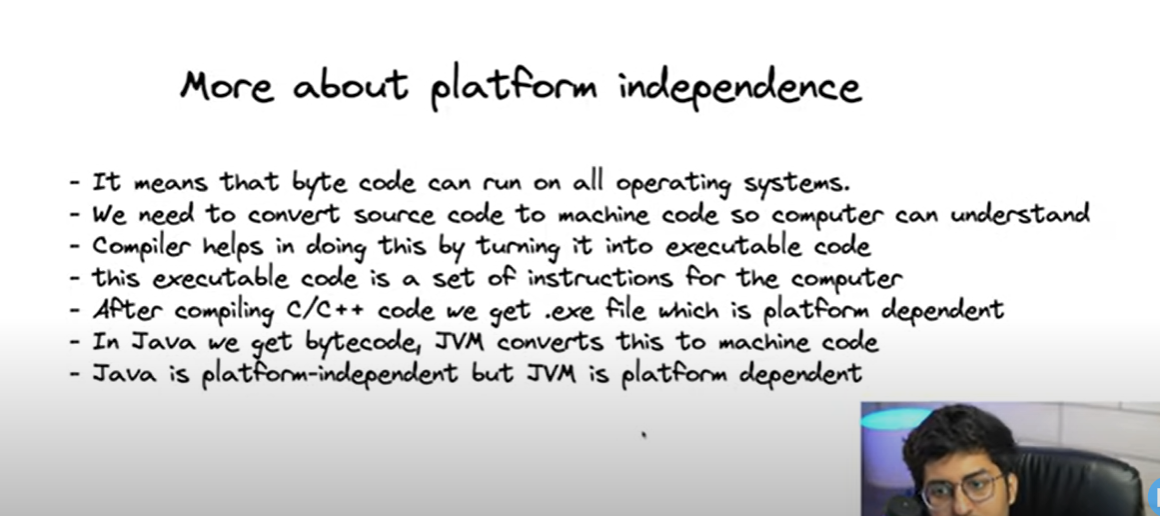 More about platform independence
- It means that byte code can run on all operating systems.
- We need to convert source code to machine code so computer can understand
- Compiler helps in doing this by turning it into executable code
- this executable code is a set of instructions for the computer
- After compiling C/C++ code we get .exe file which is platform dependent
- In Java we get bytecode, JVM converts this to machine code
- Java is platform-independent but JVM is platform dependent